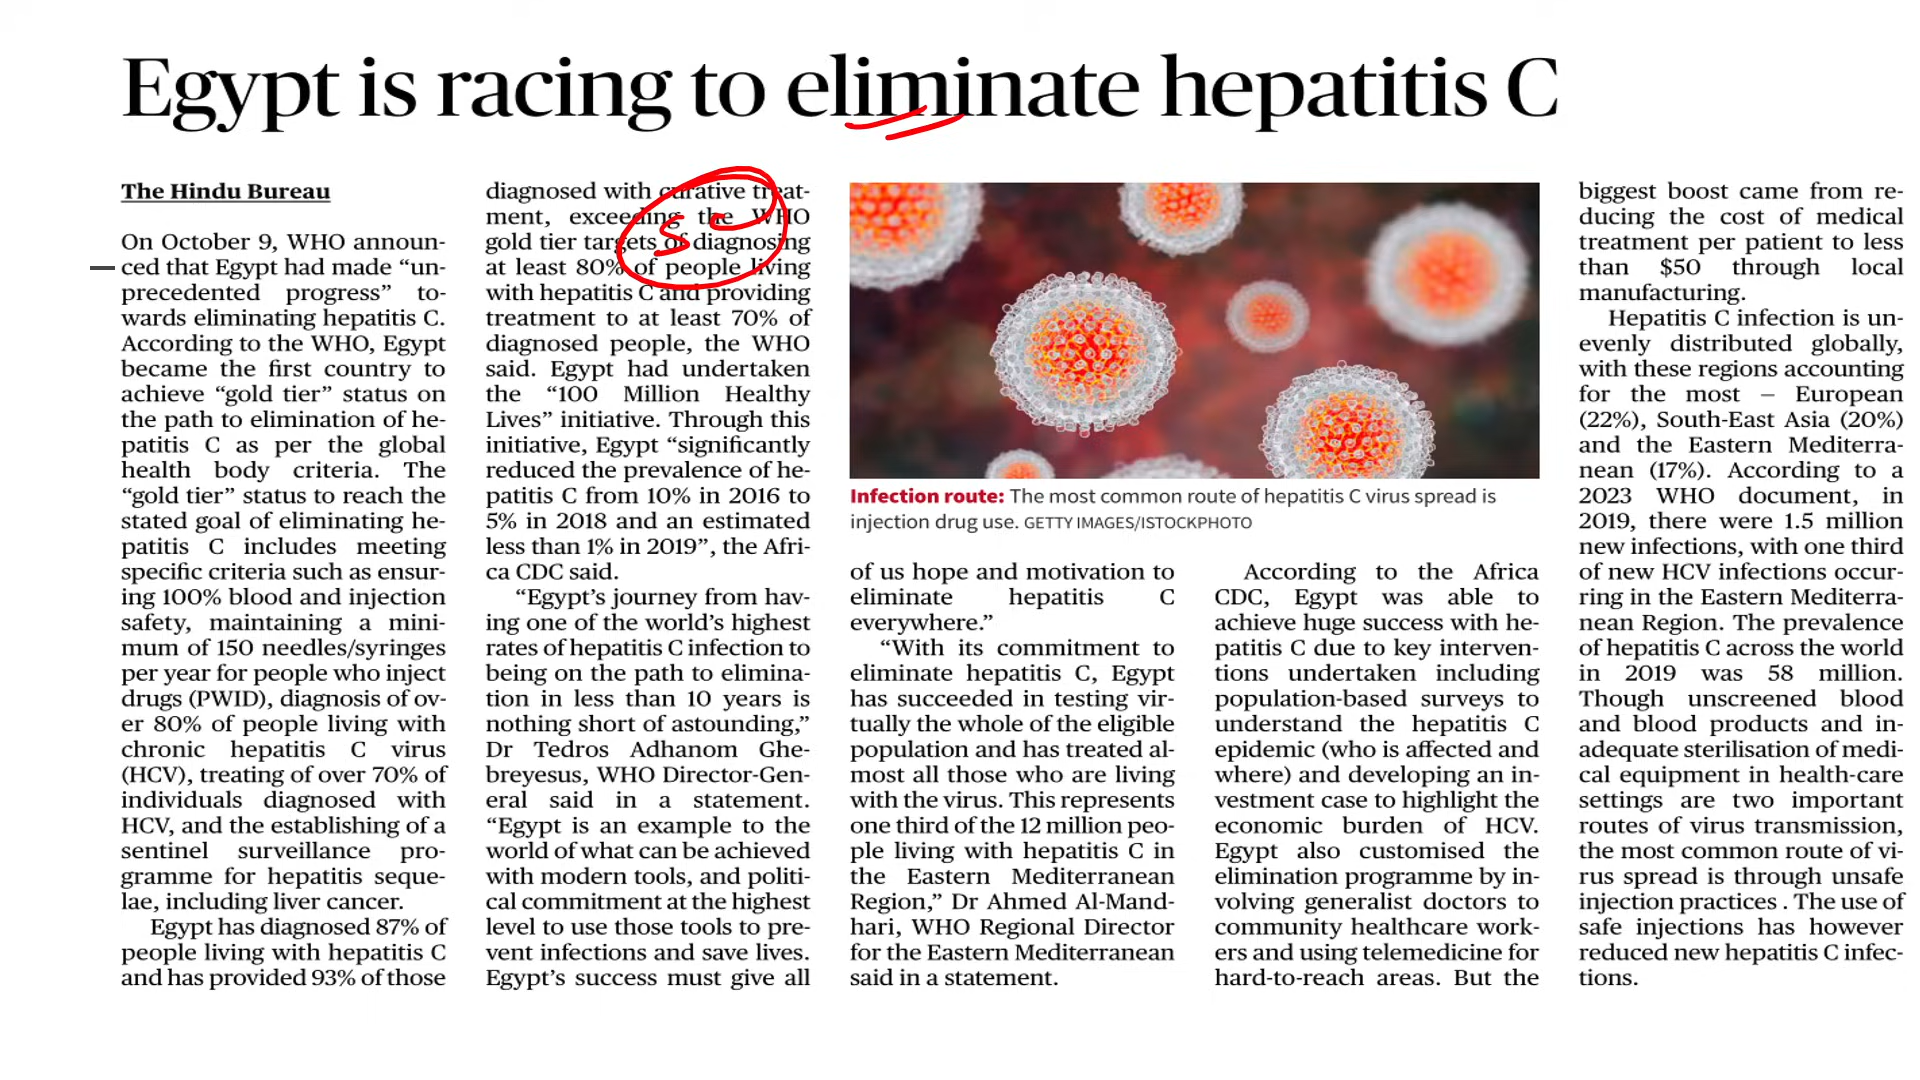 Egypt is racing to eliminate hepatitis C
The Hindu Bureau
On October 9, WHO announ-
ced that Egypt had made “un-
precedented progress” to-
wards eliminating hepatitis C.
According to the WHO, Egypt
became the first country to
achieve “gold tier” status on
the path to elimination of he-
patitis C as per the global
health body criteria. The
“gold tier” status to reach the
stated goal of eliminating he-
patitis C includes meeting
specific criteria such as ensur-
ing 100% blood and injection
safety, maintaining a mini-
mum of 150 needles/syringes
per year for people who inject
drugs (PWID), diagnosis of ov-
er 80% of people living with
chronic hepatitis C virus
(HCV), treating of over 70% of
individuals diagnosed with
HCV, and the establishing of a
sentinel surveillance pro-
gramme for hepatitis seque-
lae, including liver cancer.
Egypt has diagnosed 87% of
people living with hepatitis C
and has provided 93% of those
diagnosed with curative treat-
ment, exceeding the WHO
gold tier targets of diagnosing
at least 80% of people living
with hepatitis C and providing
treatment to at least 70% of
diagnosed people, the WHO
said. Egypt had undertaken
the “100 Million Healthy
Lives” initiative. Through this
initiative, Egypt “significantly
reduced the prevalence of he-
patitis C from 10% in 2016 to
5% in 2018 and an estimated
less than 1% in 2019”, the Afri-
ca CDC said.
“Egypt’s journey from hav-
ing one of the world’s highest
rates of hepatitis C infection to
being on the path to elimina-
tion in less than 10 years is
nothing short of astounding,”
Dr Tedros Adhanom Ghe-
breyesus, WHO Director-Gen-
eral said in a statement.
“Egypt is an example to the
world of what can be achieved
with modern tools, and politi-
cal commitment at the highest
level to use those tools to pre-
vent infections and save lives.
Egypt’s success must give all
Infection route: The most common route of hepatitis C virus spread is
injection drug use. GETTY IMAGES/ISTOCKPHOTO
of us hope and motivation to
eliminate hepatitis C
everywhere.”
“With its commitment to
eliminate hepatitis C, Egypt
has succeeded in testing vir-
tually the whole of the eligible
population and has treated al-
most all those who are living
with the virus. This represents
one third of the 12 million peo-
ple living with hepatitis C in
the Eastern Mediterranean
Region,” Dr Ahmed Al-Mand-
hari, WHO Regional Director
for the Eastern Mediterranean
said in a statement.
According to the Africa
CDC, Egypt was able to
achieve huge success with he-
patitis C due to key interven-
tions undertaken including
population-based surveys to
understand the hepatitis C
epidemic (who is affected and
where) and developing an in-
vestment case to highlight the
economic burden of HCV.
Egypt also customised the
elimination programme by in-
volving generalist doctors to
community healthcare work-
ers and using telemedicine for
hard-to-reach areas. But the
biggest boost came from re-
ducing the cost of medical
treatment per patient to less
than $50 through local
manufacturing.
Hepatitis C infection is un-
evenly distributed globally,
with these regions accounting
for the most – European
(22%), South-East Asia (20%)
and the Eastern Mediterra-
nean (17%). According to a
2023 WHO document, in
2019, there were 1.5 million
new infections, with one third
of new HCV infections occur-
ring in the Eastern Mediterra-
nean Region. The prevalence
of hepatitis C across the world
in 2019 was 58 million.
Though unscreened blood
and blood products and in-
adequate sterilisation of medi-
cal equipment in health-care
settings are two important
routes of virus transmission,
the most common route of vi-
rus spread is through unsafe
injection practices . The use of
safe injections has however
reduced new hepatitis C infec-
tions.